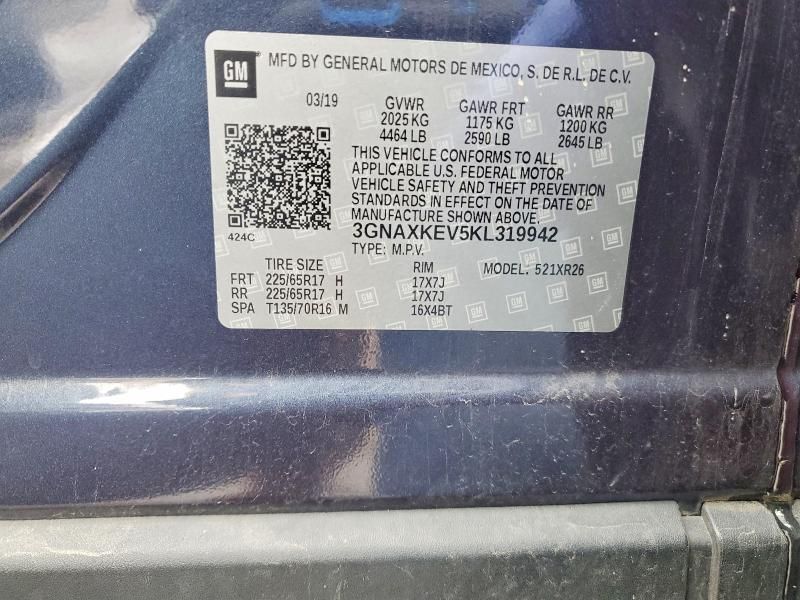 GM MFD BY GENERAL MOTORS DE MEXICO, S. DE R.L. DE C.V.
03/19 GVWR GAWR FRT GAWR RR
2025 KG 1175 KG 1200 KG
4464 LB 2590 LB 2645 LB
THIS VEHICLE CONFORMS TO ALL
APPLICABLE U.S. FEDERAL MOTOR
VEHICLE SAFETY AND THEFT PREVENTION
STANDARDS IN EFFECT ON THE DATE OF
MANUFACTURE SHOWN ABOVE.
424C 3GNAXKEV5KL319942
TYPE: M.P.V.
TIRE SIZE RIM MODEL: 521XR26
FRT 225/65R17 H 17X7J
RR 225/65R17 H 17X7J
SPA T135/70R16 M 16X4BT